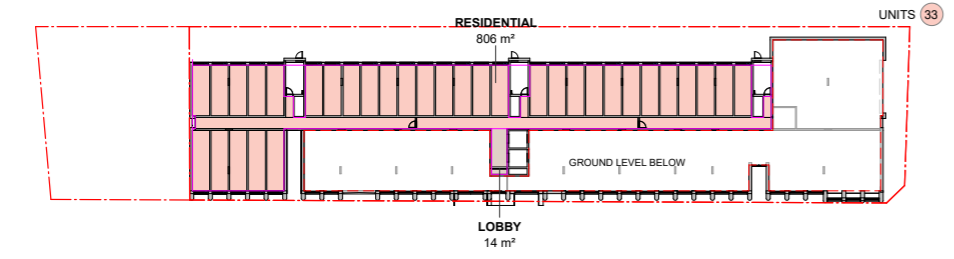 UNITS 33
RESIDENTIAL
806 m²
GROUND LEVEL BELOW
LOBBY
14 m²